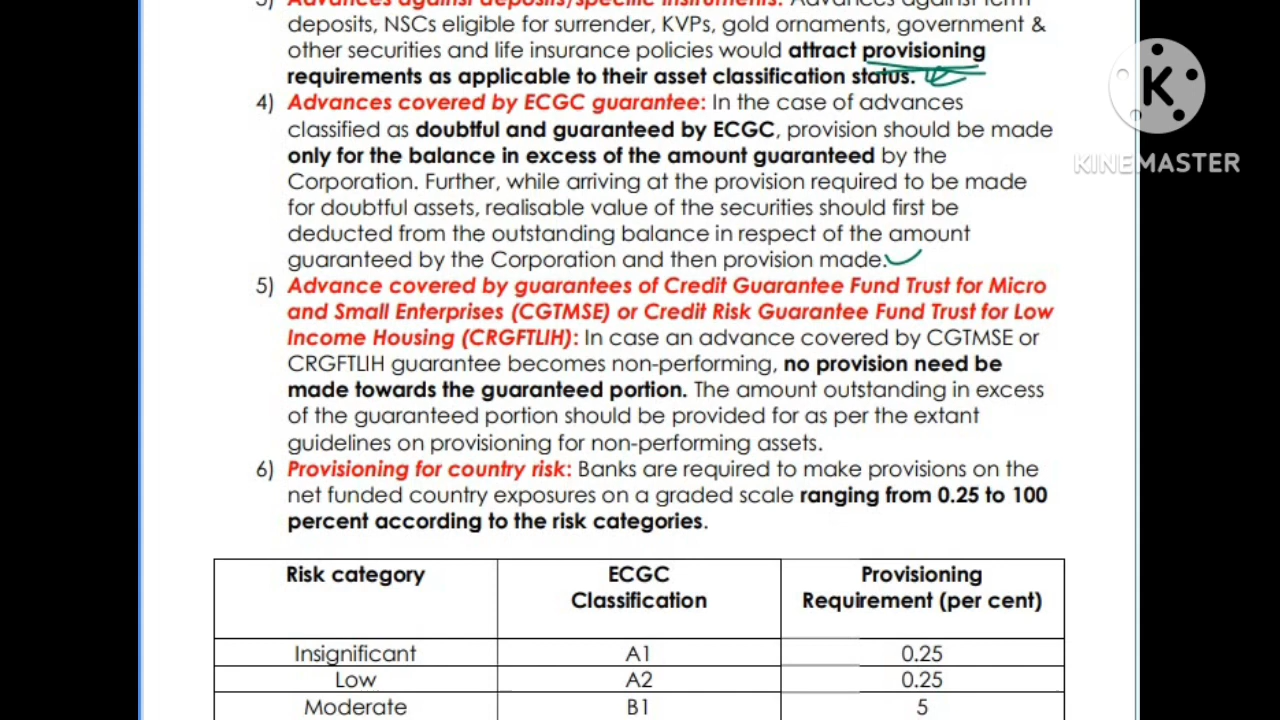 3) Advances against deposits/specific instruments: Advances against term
deposits, NSCs eligible for surrender, KVPs, gold ornaments, government &
other securities and life insurance policies would attract provisioning
requirements as applicable to their asset classification status.
4) Advances covered by ECGC guarantee: In the case of advances
classified as doubtful and guaranteed by ECGC, provision should be made
only for the balance in excess of the amount guaranteed by the
Corporation. Further, while arriving at the provision required to be made
for doubtful assets, realisable value of the securities should first be
deducted from the outstanding balance in respect of the amount
guaranteed by the Corporation and then provision made.
5) Advance covered by guarantees of Credit Guarantee Fund Trust for Micro
and Small Enterprises (CGTMSE) or Credit Risk Guarantee Fund Trust for Low
Income Housing (CRGFTLIH): In case an advance covered by CGTMSE or
CRGFTLIH guarantee becomes non-performing, no provision need be
made towards the guaranteed portion. The amount outstanding in excess
of the guaranteed portion should be provided for as per the extant
guidelines on provisioning for non-performing assets.
6) Provisioning for country risk: Banks are required to make provisions on the
net funded country exposures on a graded scale ranging from 0.25 to 100
percent according to the risk categories.
Risk category ECGC Classification Provisioning Requirement (per cent)
Insignificant A1 0.25
Low A2 0.25
Moderate B1 5
K
KINEMASTER